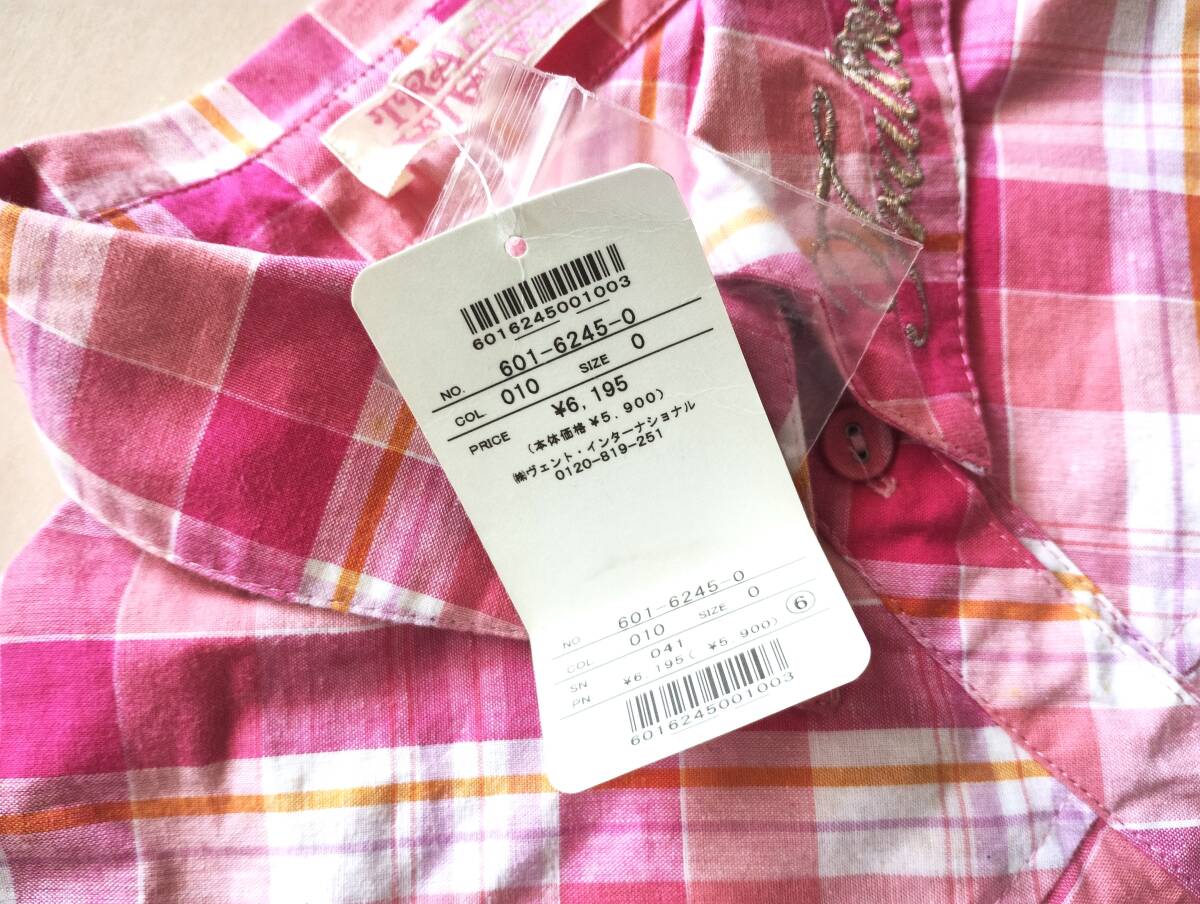 6016245001003
NO. 601-6245-0
COL 010 SIZE 0
PRICE ¥6,195
(本体価格¥5,900)
㈱ヴェント・インターナショナル
0120-819-251
NO 601-6245-0
COL 010 SIZE 0
SN 041 ⑥
PN ¥6,195( ¥5,900)
6016245001003